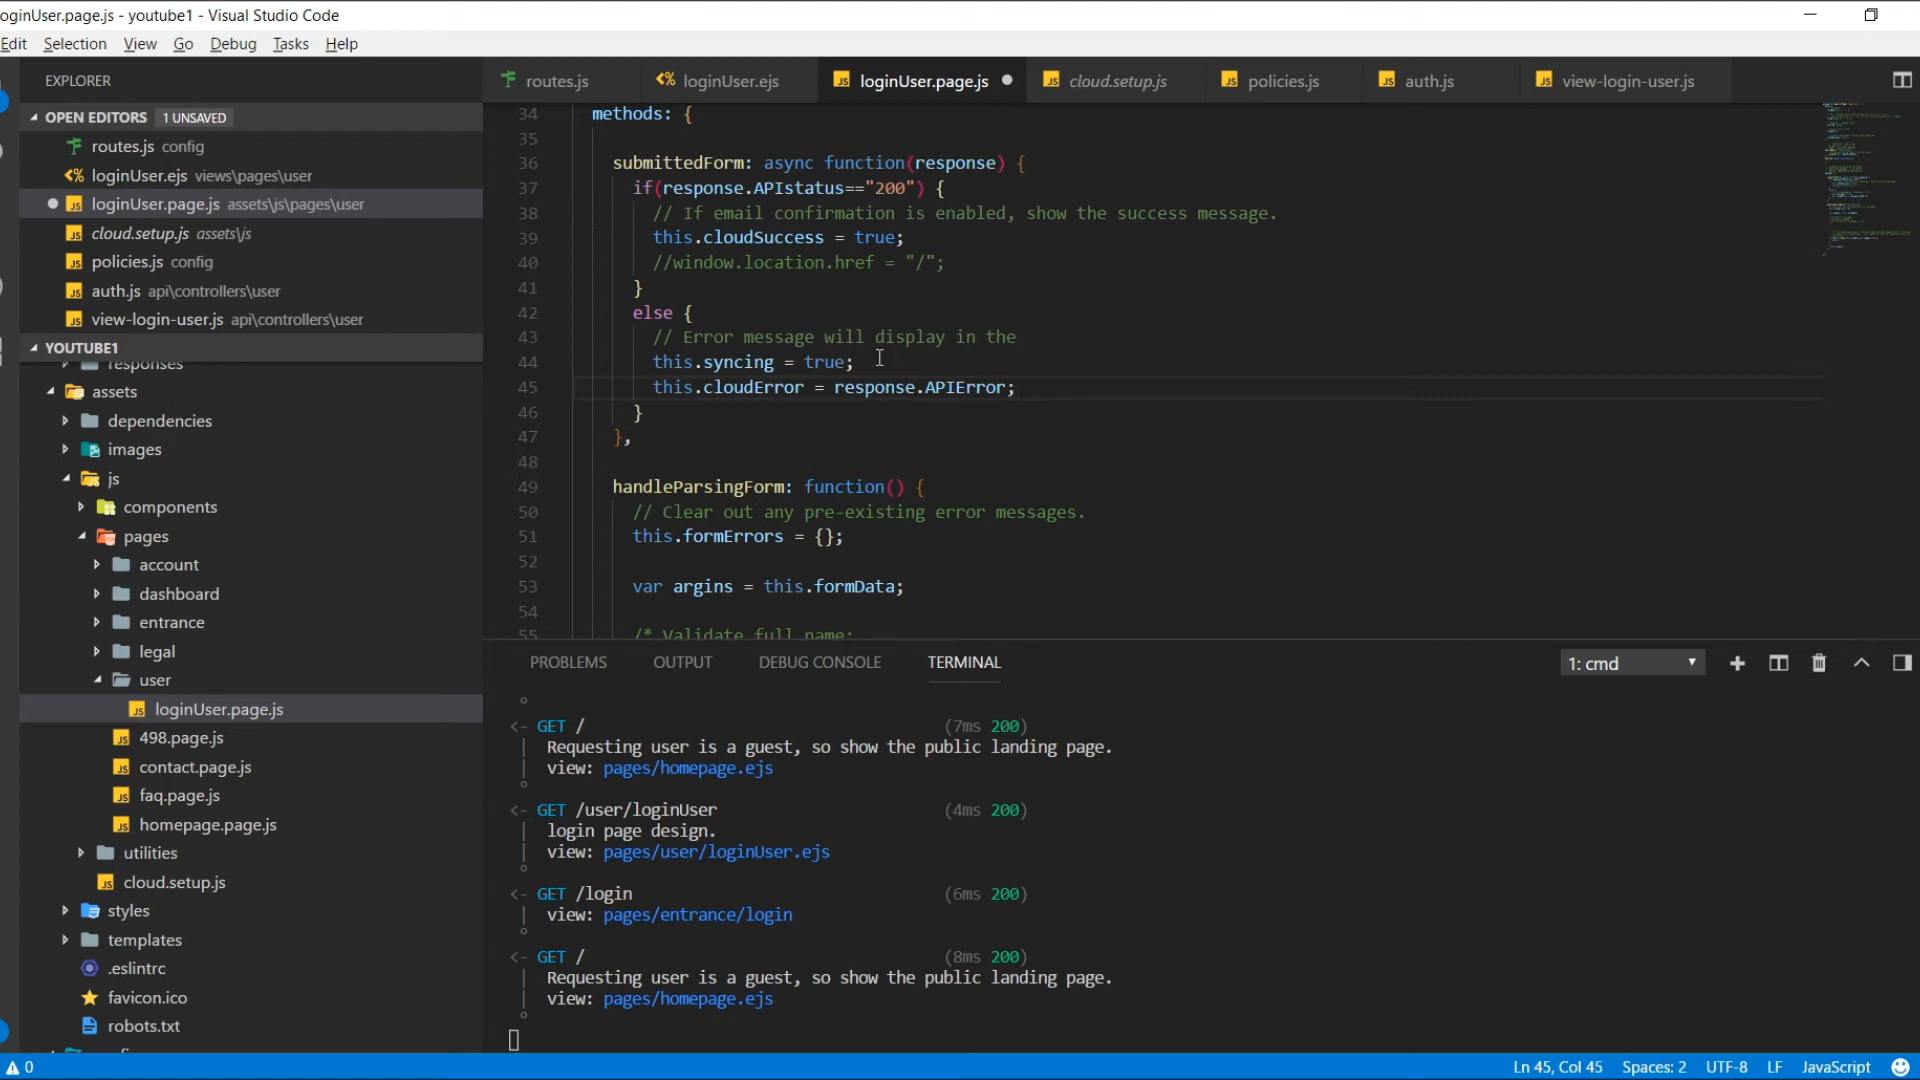 oginUser.page.js - youtube1 - Visual Studio Code
Edit Selection View Go Debug Tasks Help
EXPLORER
OPEN EDITORS 1 UNSAVED
routes.js config
loginUser.ejs views\pages\user
loginUser.page.js assets\js\pages\user
cloud.setup.js assets\js
policies.js config
auth.js api\controllers\user
view-login-user.js api\controllers\user
YOUTUBE1
responses
assets
dependencies
images
js
components
pages
account
dashboard
entrance
legal
user
loginUser.page.js
498.page.js
contact.page.js
faq.page.js
homepage.page.js
utilities
cloud.setup.js
styles
templates
.eslintrc
favicon.ico
robots.txt
routes.js loginUser.ejs loginUser.page.js cloud.setup.js policies.js auth.js view-login-user.js
34 methods: {
35
36 submittedForm: async function(response) {
37 if(response.APIstatus=="200") {
38 // If email confirmation is enabled, show the success message.
39 this.cloudSuccess = true;
40 //window.location.href = "/";
41 }
42 else {
43 // Error message will display in the
44 this.syncing = true;
45 this.cloudError = response.APIError;
46 }
47 },
48
49 handleParsingForm: function() {
50 // Clear out any pre-existing error messages.
51 this.formErrors = {};
52
53 var argins = this.formData;
54
55 /* Validate full name:
PROBLEMS OUTPUT DEBUG CONSOLE TERMINAL 1: cmd
o
<- GET / (7ms 200)
| Requesting user is a guest, so show the public landing page.
| view: pages/homepage.ejs
o
<- GET /user/loginUser (4ms 200)
| login page design.
| view: pages/user/loginUser.ejs
o
<- GET /login (6ms 200)
| view: pages/entrance/login
o
<- GET / (8ms 200)
| Requesting user is a guest, so show the public landing page.
| view: pages/homepage.ejs
o
0 Ln 45, Col 45 Spaces: 2 UTF-8 LF JavaScript